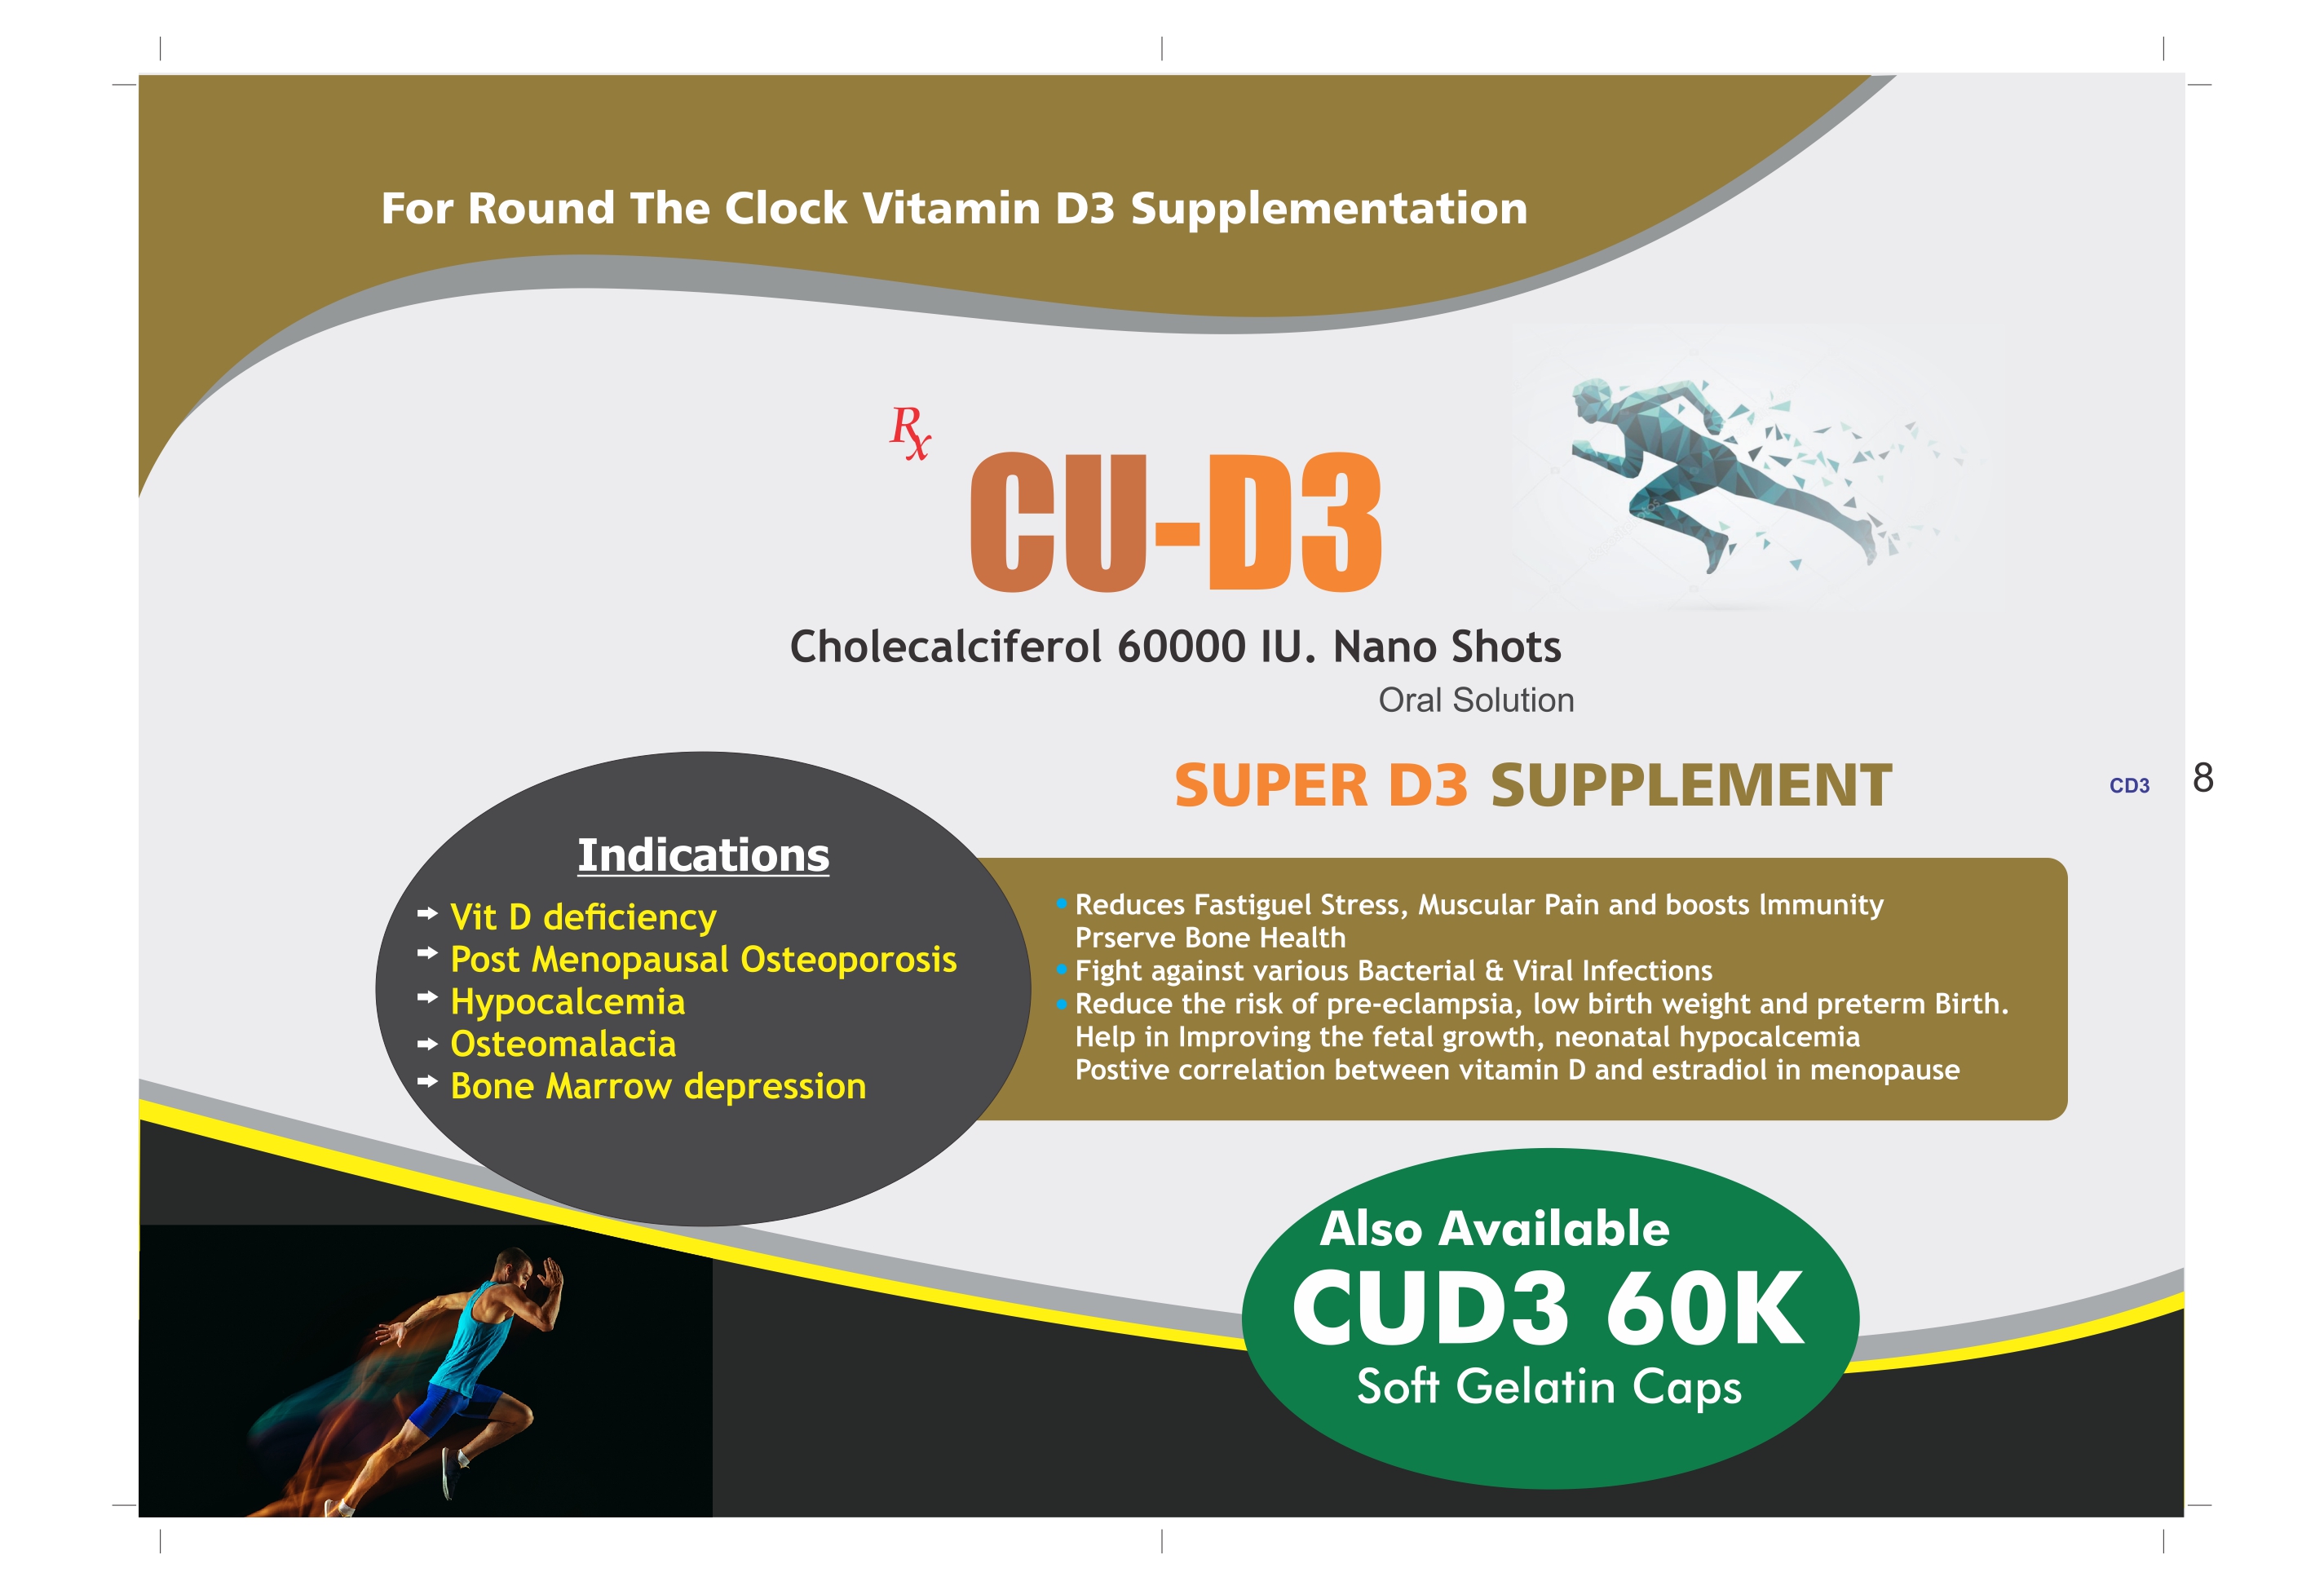 For Round The Clock Vitamin D3 Supplementation
Rx
CU-D3
Cholecalciferol 60000 IU. Nano Shots
Oral Solution
SUPER D3 SUPPLEMENT
CD3
8
Indications
Vit D deficiency
Post Menopausal Osteoporosis
Hypocalcemia
Osteomalacia
Bone Marrow depression
• Reduces Fastiguel Stress, Muscular Pain and boosts Immunity
Prserve Bone Health
• Fight against various Bacterial & Viral Infections
• Reduce the risk of pre-eclampsia, low birth weight and preterm Birth.
Help in Improving the fetal growth, neonatal hypocalcemia
Postive correlation between vitamin D and estradiol in menopause
Also Available
CUD3 60K
Soft Gelatin Caps